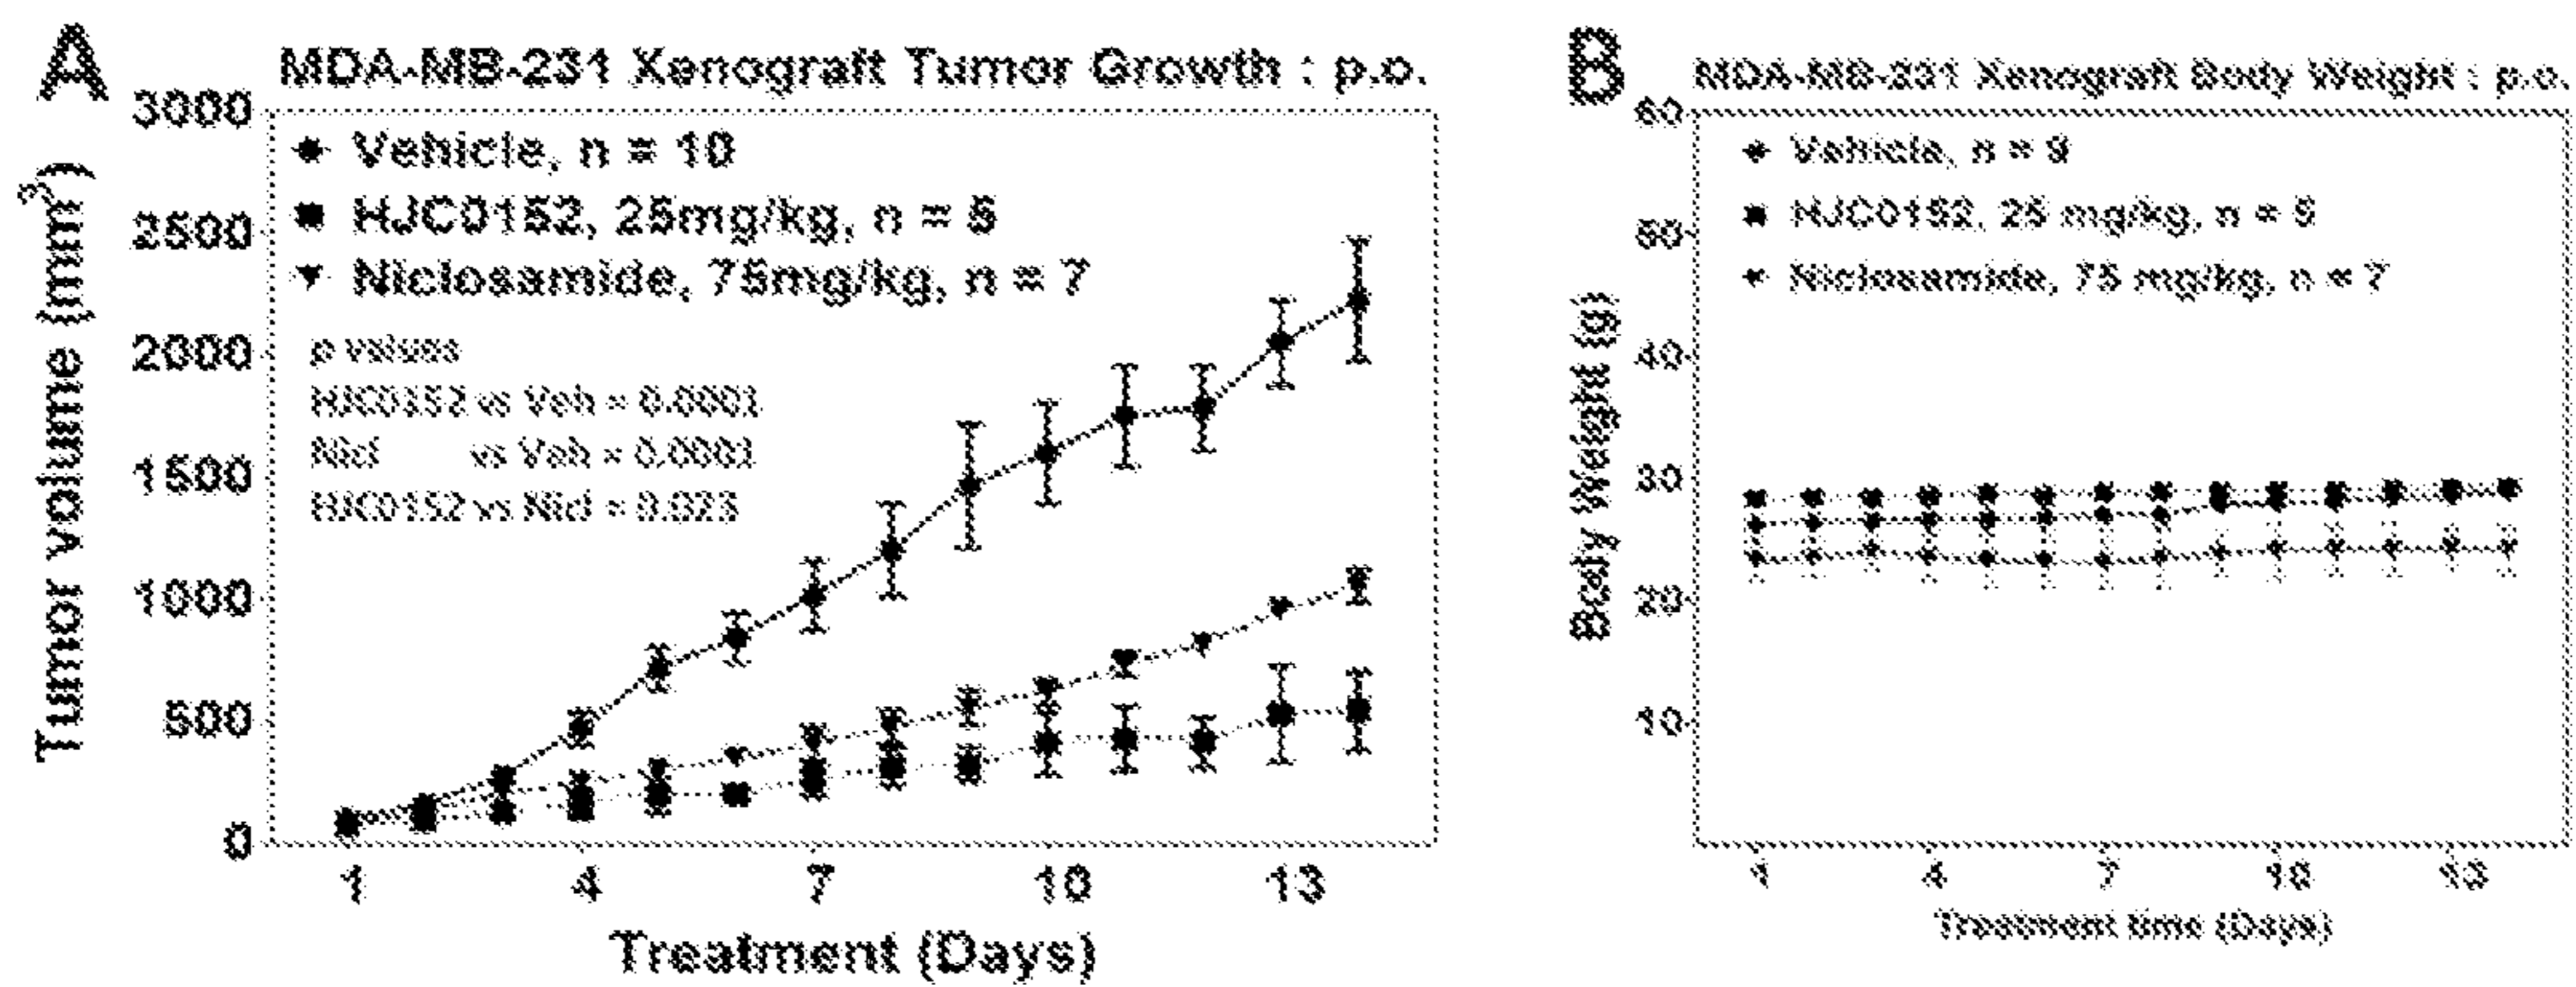 A
MDA-MB-231 Xenograft Tumor Growth : p.o.
3000
2500
2000
1500
1000
500
0
Tumor volume (mm³)
Vehicle, n = 10
HJC0152, 25mg/kg, n = 5
Niclosamide, 75mg/kg, n = 7
p values
HJC0152 vs Veh = 0.0001
Nicl vs Veh = 0.0001
HJC0152 vs Nicl = 0.023
1 4 7 10 13
Treatment (Days)
B
MDA-MB-231 Xenograft Body Weight : p.o.
60
50
40
30
20
10
Body Weight (g)
Vehicle, n = 9
HJC0152, 25 mg/kg, n = 5
Niclosamide, 75 mg/kg, n = 7
1 4 7 10 13
Treatment time (Days)